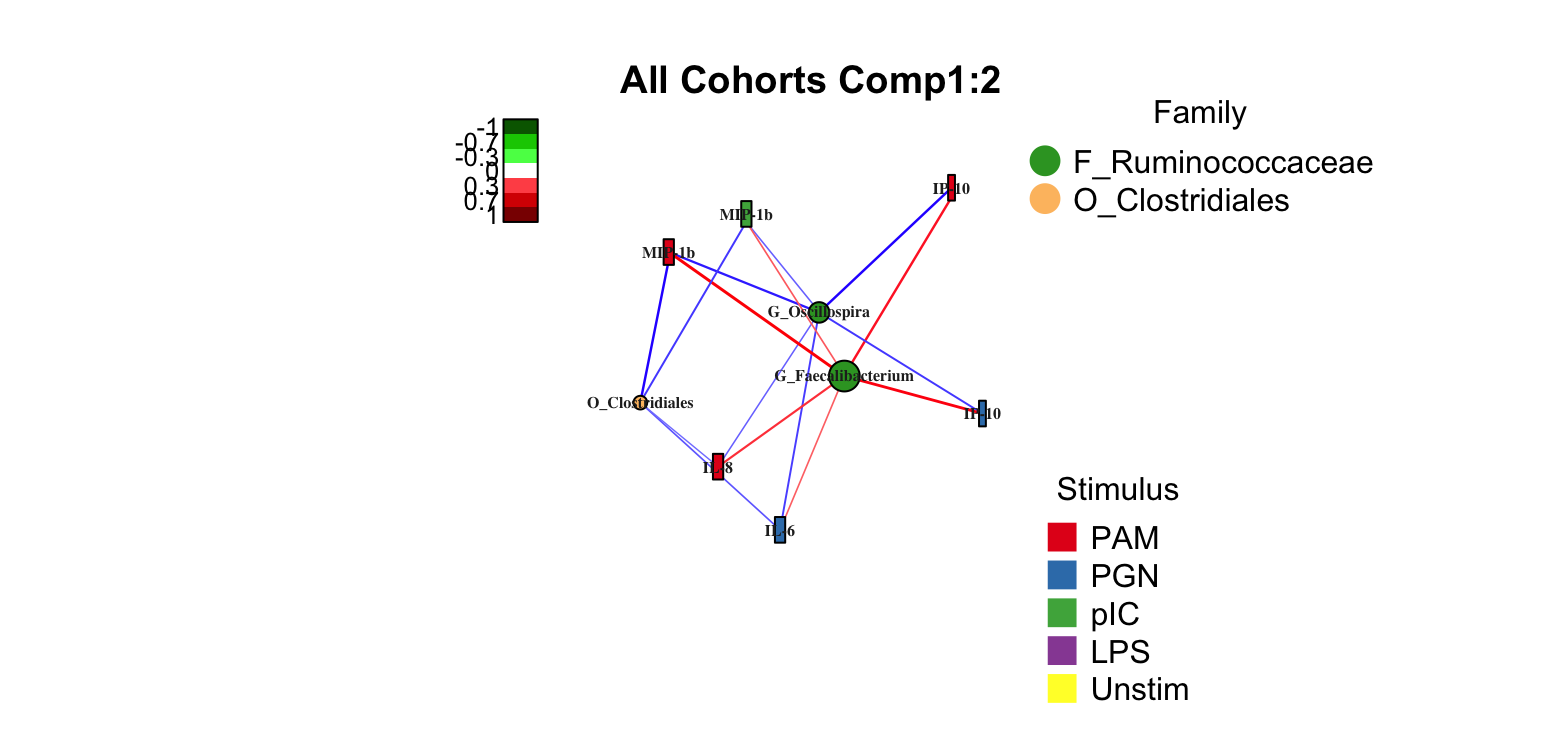 All Cohorts Comp1:2
-1
-0.7
-0.3
0
0.3
0.7
1
Family
F_Ruminococcaceae
O_Clostridiales
IP-10
MIP-1b
MIP-1b
G_Oscillospira
G_Faecalibacterium
O_Clostridiales
IP-10
IL-8
IL-6
Stimulus
PAM
PGN
pIC
LPS
Unstim